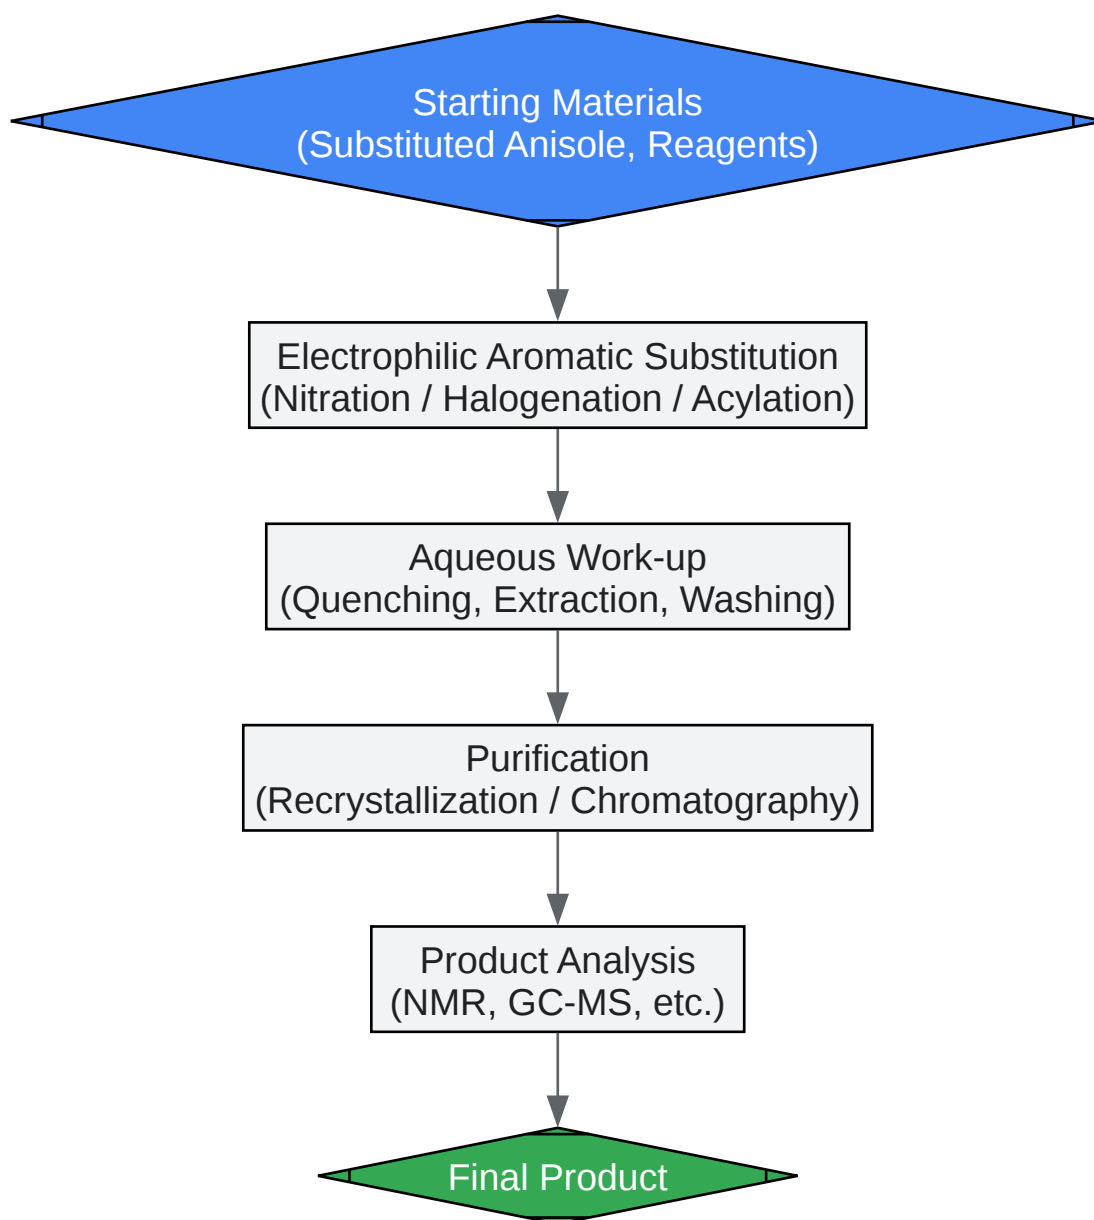 Starting Materials
(Substituted Anisole, Reagents)
Electrophilic Aromatic Substitution
(Nitration / Halogenation / Acylation)
Aqueous Work-up
(Quenching, Extraction, Washing)
Purification
(Recrystallization / Chromatography)
Product Analysis
(NMR, GC-MS, etc.)
Final Product